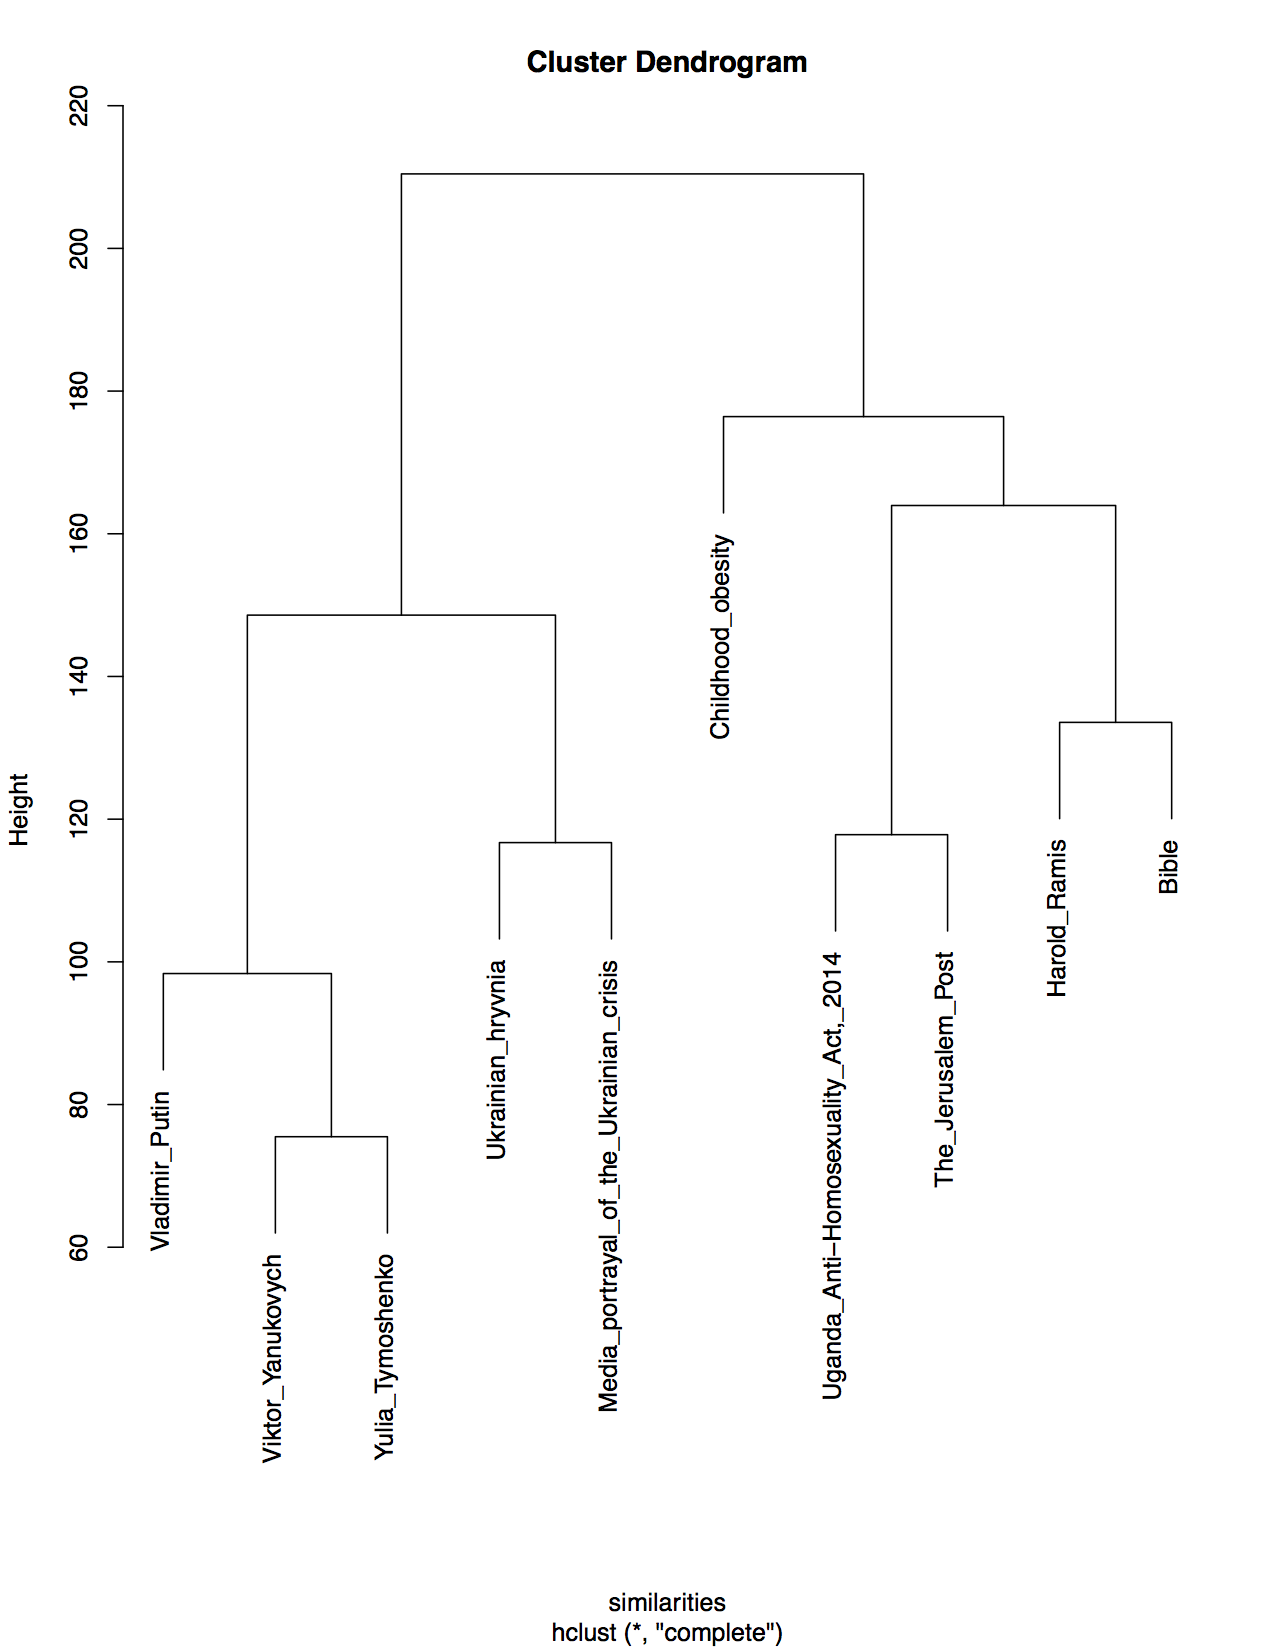 Cluster Dendrogram
Height
220
200
180
160
140
120
100
80
60
Vladimir_Putin
Viktor_Yanukovych
Yulia_Tymoshenko
Ukrainian_hryvnia
Media_portrayal_of_the_Ukrainian_crisis
Childhood_obesity
Uganda_Anti−Homosexuality_Act,_2014
The_Jerusalem_Post
Harold_Ramis
Bible
similarities
hclust (*, "complete")